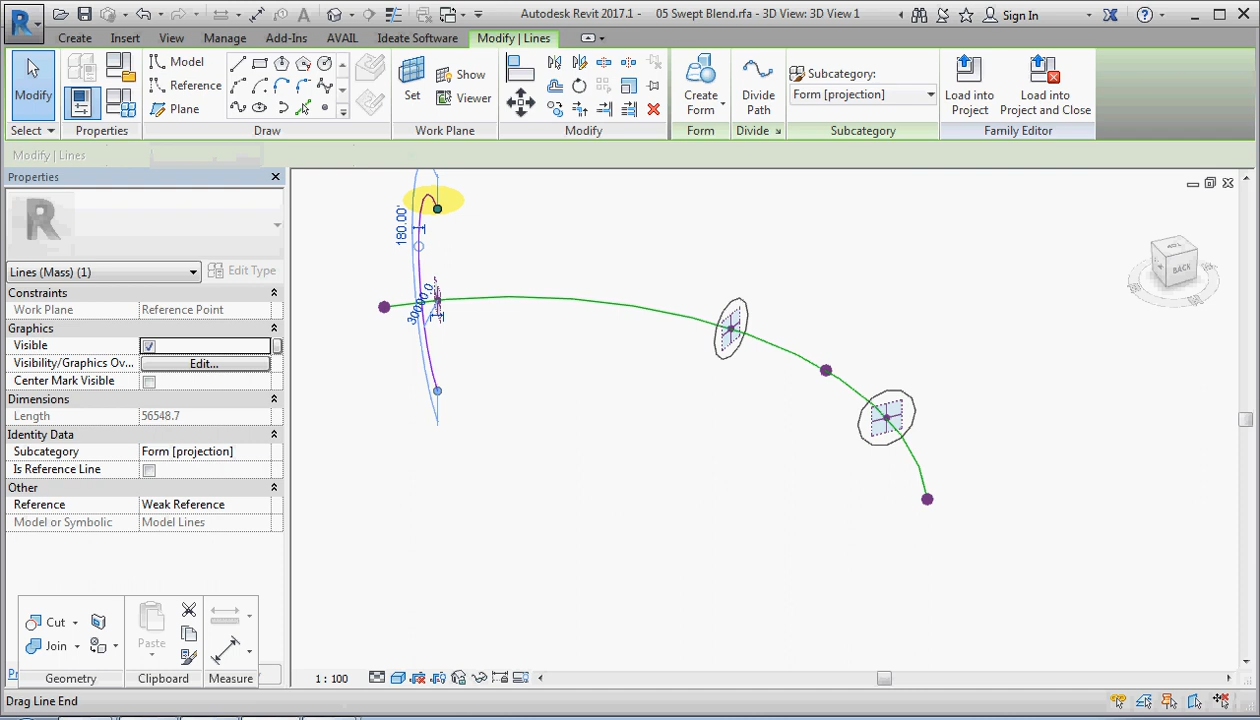 Autodesk Revit 2017.1 - 05 Swept Blend.rfa - 3D View: 3D View 1
Sign In
Create Insert View Manage Add-Ins AVAIL Ideate Software Modify | Lines
Modify
Model
Reference
Plane
Set
Show
Viewer
Create Form
Divide Path
Subcategory:
Form [projection]
Load into Project
Load into Project and Close
Select Properties Draw Work Plane Modify Form Divide Subcategory Family Editor
Modify | Lines
Properties
R
Lines (Mass) (1)
Edit Type
Constraints
Work Plane Reference Point
Graphics
Visible
Visibility/Graphics Ov... Edit...
Center Mark Visible
Dimensions
Length 56548.7
Identity Data
Subcategory Form [projection]
Is Reference Line
Other
Reference Weak Reference
Model or Symbolic Model Lines
180.00°
30000.0
BACK
Cut
Join
Paste
Geometry Clipboard Measure
Pr
1 : 100
Drag Line End